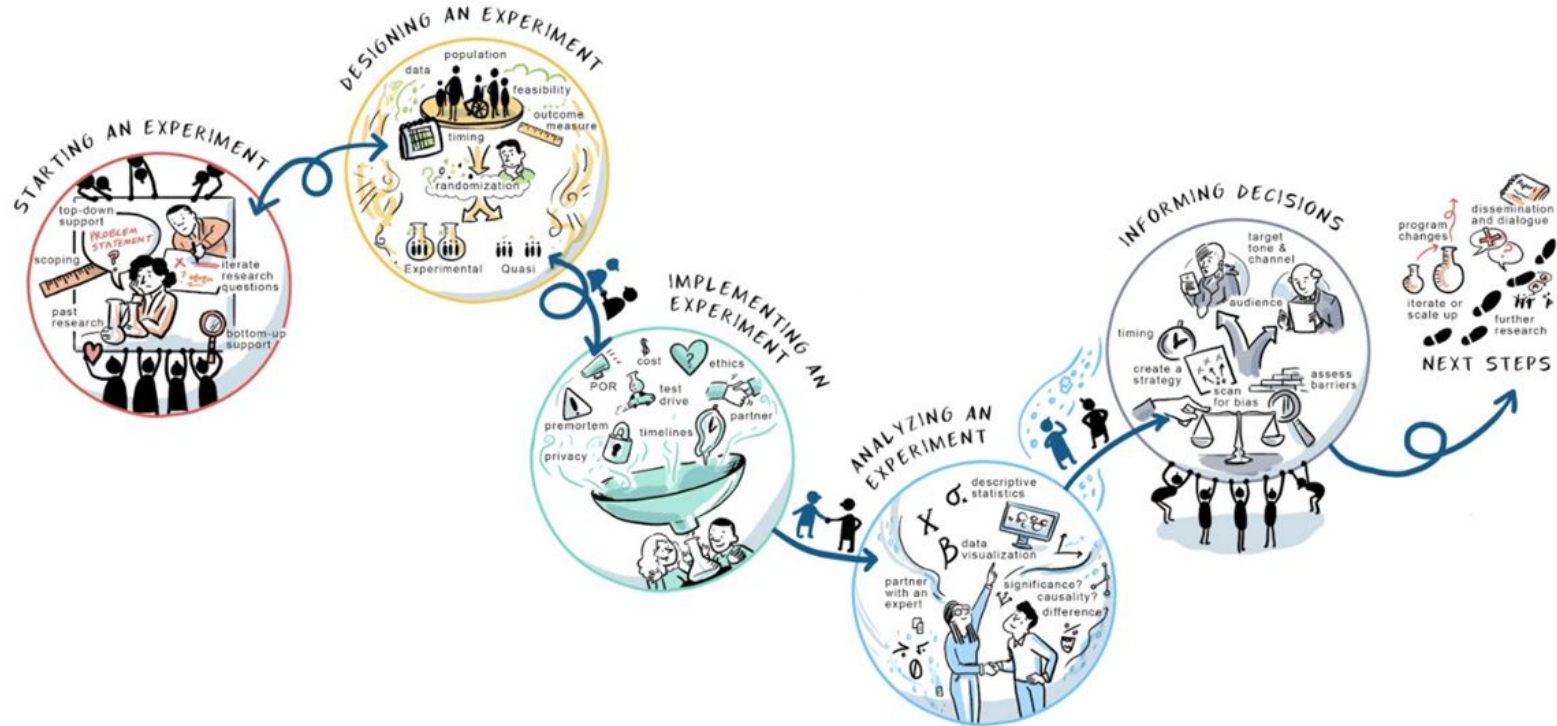 STARTING AN EXPERIMENT
top-down
support
PROBLEM
STATEMENT
?
scoping
X
?
iterate
research
questions
past
research
bottom-up
support
DESIGNING AN EXPERIMENT
population
data
feasibility
outcome
measure
timing
?
randomization
Experimental
Quasi
IMPLEMENTING AN
EXPERIMENT
$
cost
?
ethics
POR
test
drive
!
partner
premortem
timelines
privacy
ANALYZING AN
EXPERIMENT
σ
descriptive
statistics
X
B
data
visualization
partner
with an
expert
significance?
causality?
difference?
%
INFORMING DECISIONS
target
tone &
channel
audience
timing
create a
strategy
scan
for bias
assess
barriers
program
changes
dissemination
and dialogue
?
iterate or
scale up
further
research
NEXT STEPS